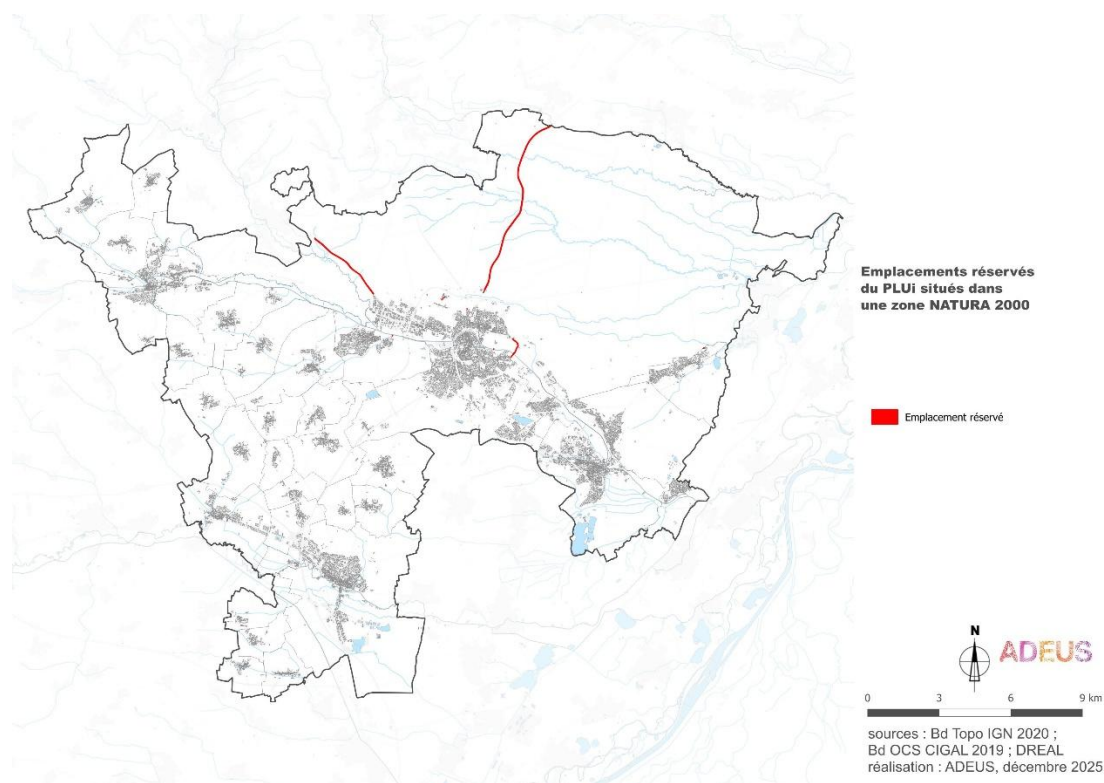 Emplacements réservés
du PLUi situés dans
une zone NATURA 2000
Emplacement réservé
N
ADEUS
0 3 6 9 km
sources : Bd Topo IGN 2020 ;
Bd OCS CIGAL 2019 ; DREAL
réalisation : ADEUS, décembre 2025